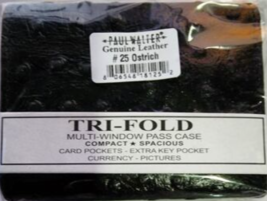 PAUL WALTER
Genuine Leather
# 25 Ostrich
TRI-FOLD
MULTI-WINDOW PASS CASE
COMPACT ★ SPACIOUS
CARD POCKETS - EXTRA KEY POCKET
CURRENCY - PICTURES